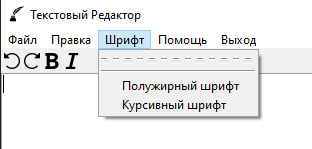 Текстовый Редактор
Файл Правка Шрифт Помощь Выход
B I
Полужирный шрифт
Курсивный шрифт